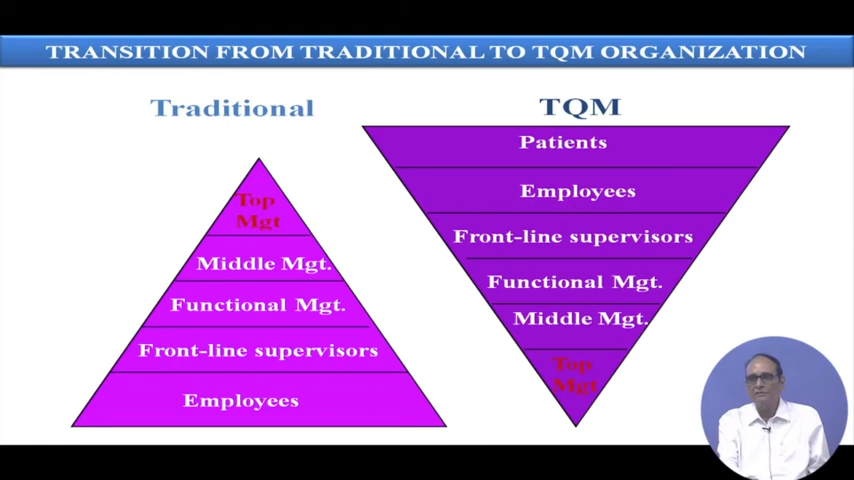 TRANSITION FROM TRADITIONAL TO TQM ORGANIZATION
Traditional
Top
Mgt
Middle Mgt.
Functional Mgt.
Front-line supervisors
Employees
TQM
Patients
Employees
Front-line supervisors
Functional Mgt.
Middle Mgt.
Top
Mgt